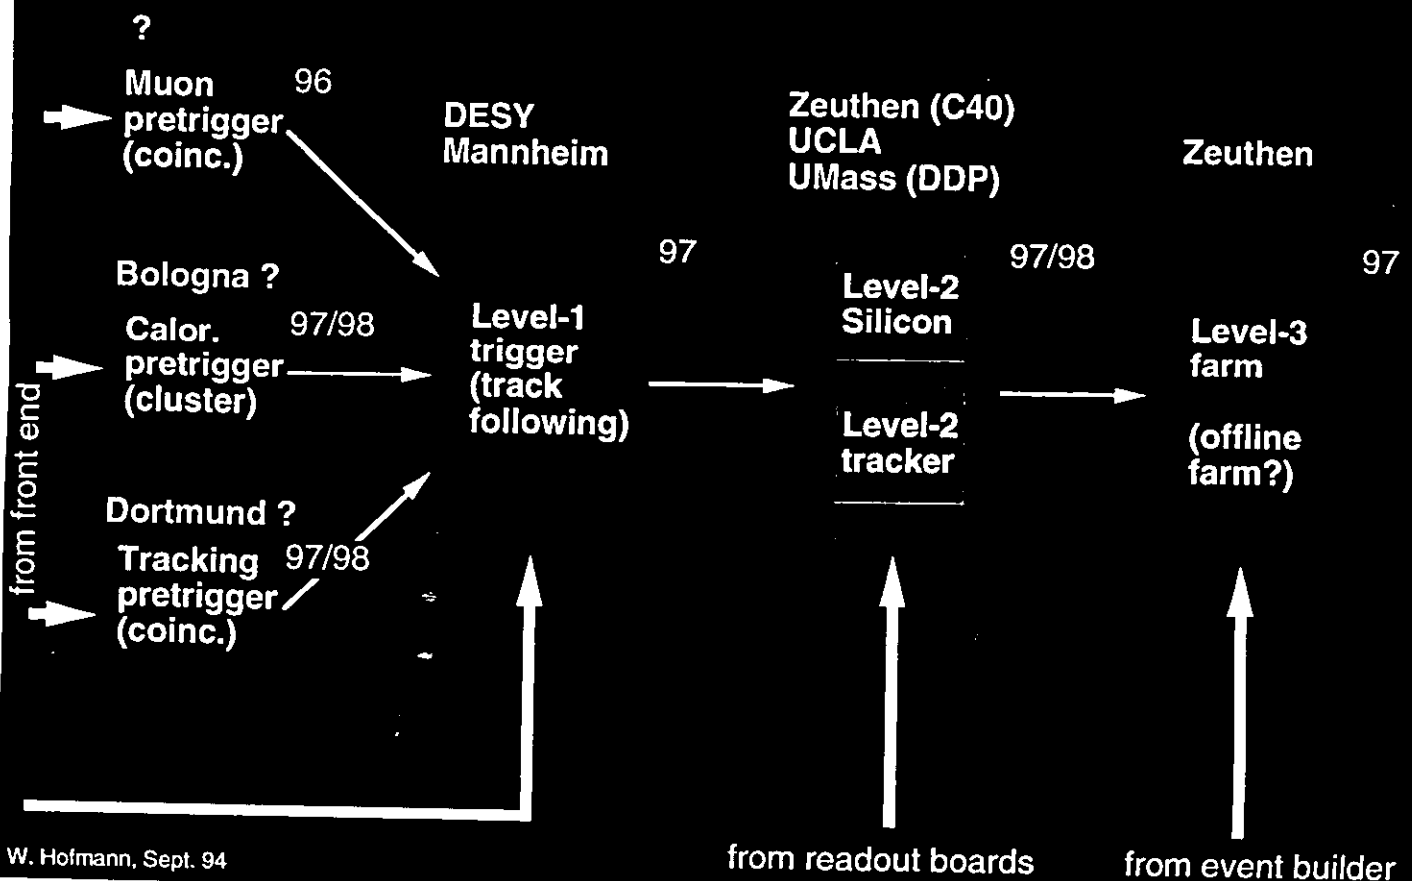 ?
Muon
pretrigger
(coinc.)
96
DESY
Mannheim
Zeuthen (C40)
UCLA
UMass (DDP)
Zeuthen
Bologna ?
Calor.
pretrigger
(cluster)
97/98
Level-1
trigger
(track
following)
97
Level-2
Silicon
Level-2
tracker
97/98
Level-3
farm
(offline
farm?)
97
from front end
Dortmund ?
Tracking
pretrigger
(coinc.)
97/98
W. Hofmann, Sept. 94
from readout boards
from event builder